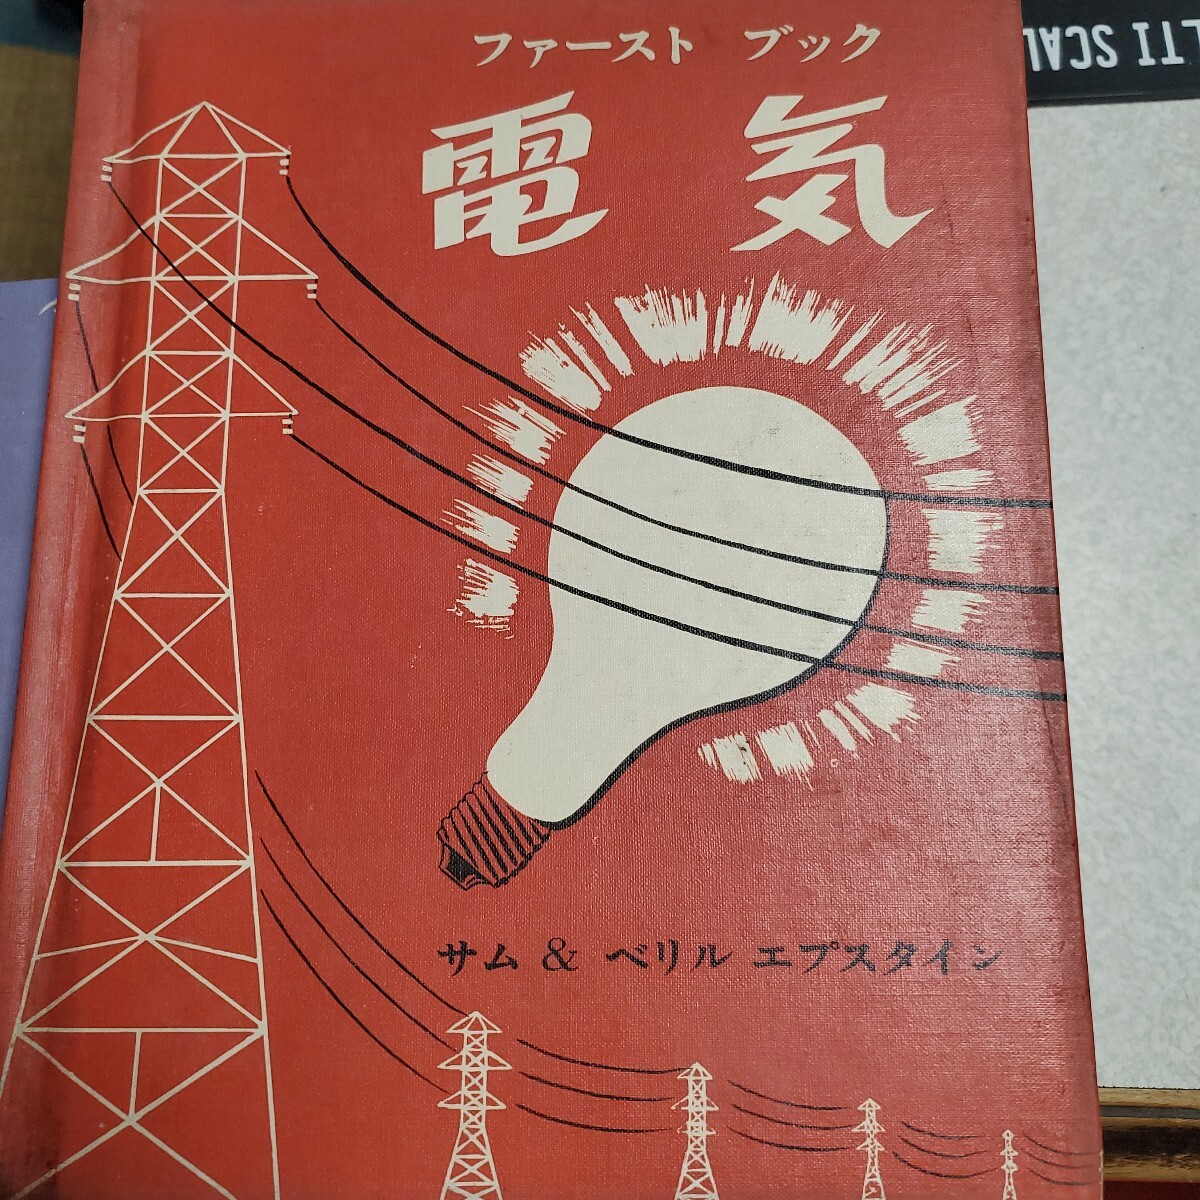 ファースト ブック
電気
サム & ベリル エプスタイン
LTI SCAL